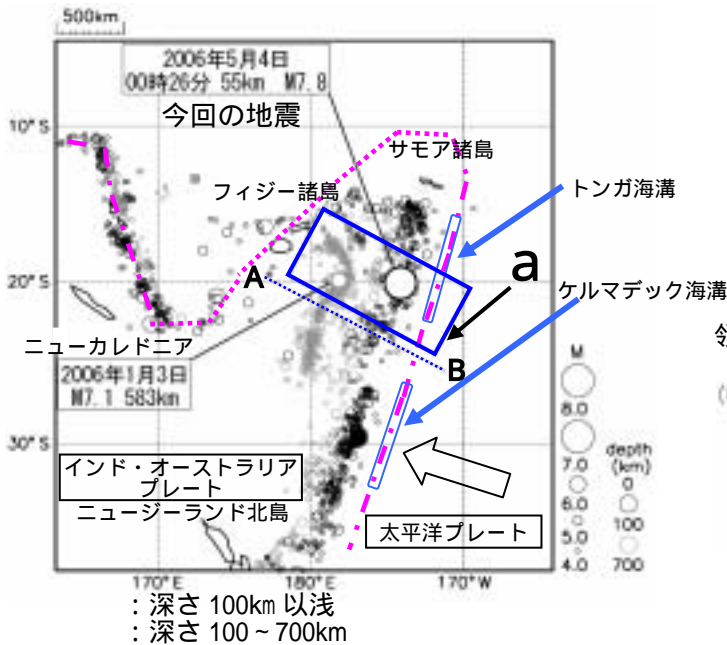 500km
2006年5月4日
00時26分 55km M7.8
今回の地震
10° S
サモア諸島
フィジー諸島
トンガ海溝
a
A
20° S
ケルマデック海溝
ニューカレドニア
B
2006年1月3日
M7.1 583km
M
8.0
30° S
7.0
depth
(km)
インド・オーストラリア
プレート
6.0
0
ニュージーランド北島
太平洋プレート
5.0
100
4.0
700
170° E
180° E
170° W
：深さ 100km 以浅
：深さ 100 ~ 700km